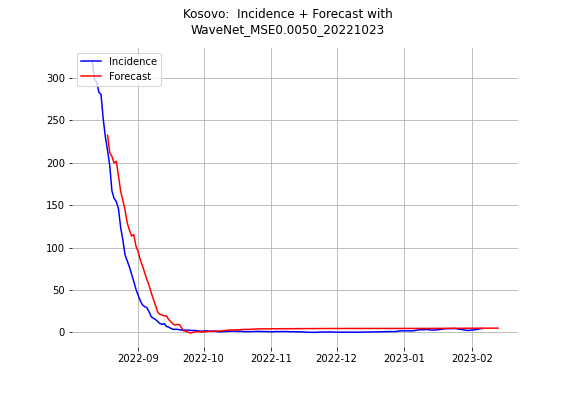 Kosovo:  Incidence + Forecast with
WaveNet_MSE0.0050_20221023
Incidence
Forecast
300
250
200
150
100
50
0
2022-09 2022-10 2022-11 2022-12 2023-01 2023-02